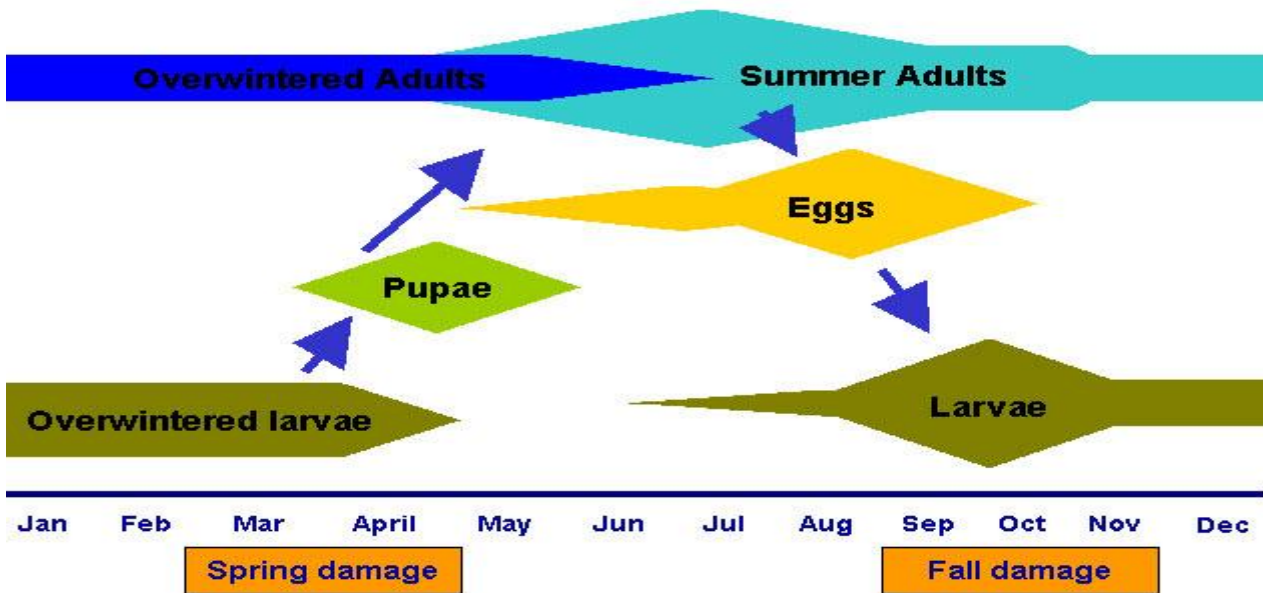 Overwintered Adults
Summer Adults
Eggs
Pupae
Overwintered larvae
Larvae
Jan Feb Mar April May Jun Jul Aug Sep Oct Nov Dec
Spring damage
Fall damage